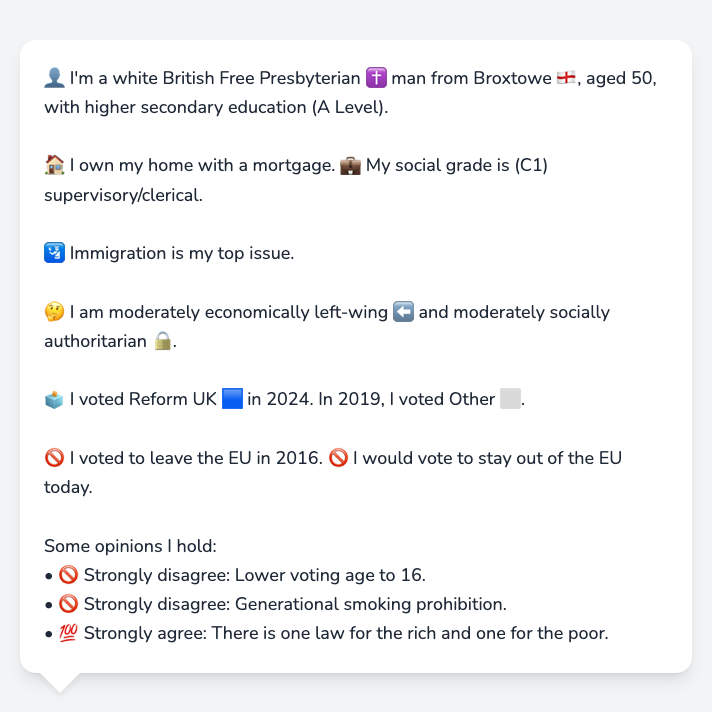 👤 I'm a white British Free Presbyterian ✝️ man from Broxtowe 🏴󠁧󠁢󠁥󠁮󠁧󠁿, aged 50,
with higher secondary education (A Level).
🏠 I own my home with a mortgage. 💼 My social grade is (C1)
supervisory/clerical.
🛂 Immigration is my top issue.
🤔 I am moderately economically left-wing ⬅️ and moderately socially
authoritarian 🔒.
🗳️ I voted Reform UK 🟦 in 2024. In 2019, I voted Other ⬜.
🚫 I voted to leave the EU in 2016. 🚫 I would vote to stay out of the EU
today.
Some opinions I hold:
• 🚫 Strongly disagree: Lower voting age to 16.
• 🚫 Strongly disagree: Generational smoking prohibition.
• 💯 Strongly agree: There is one law for the rich and one for the poor.